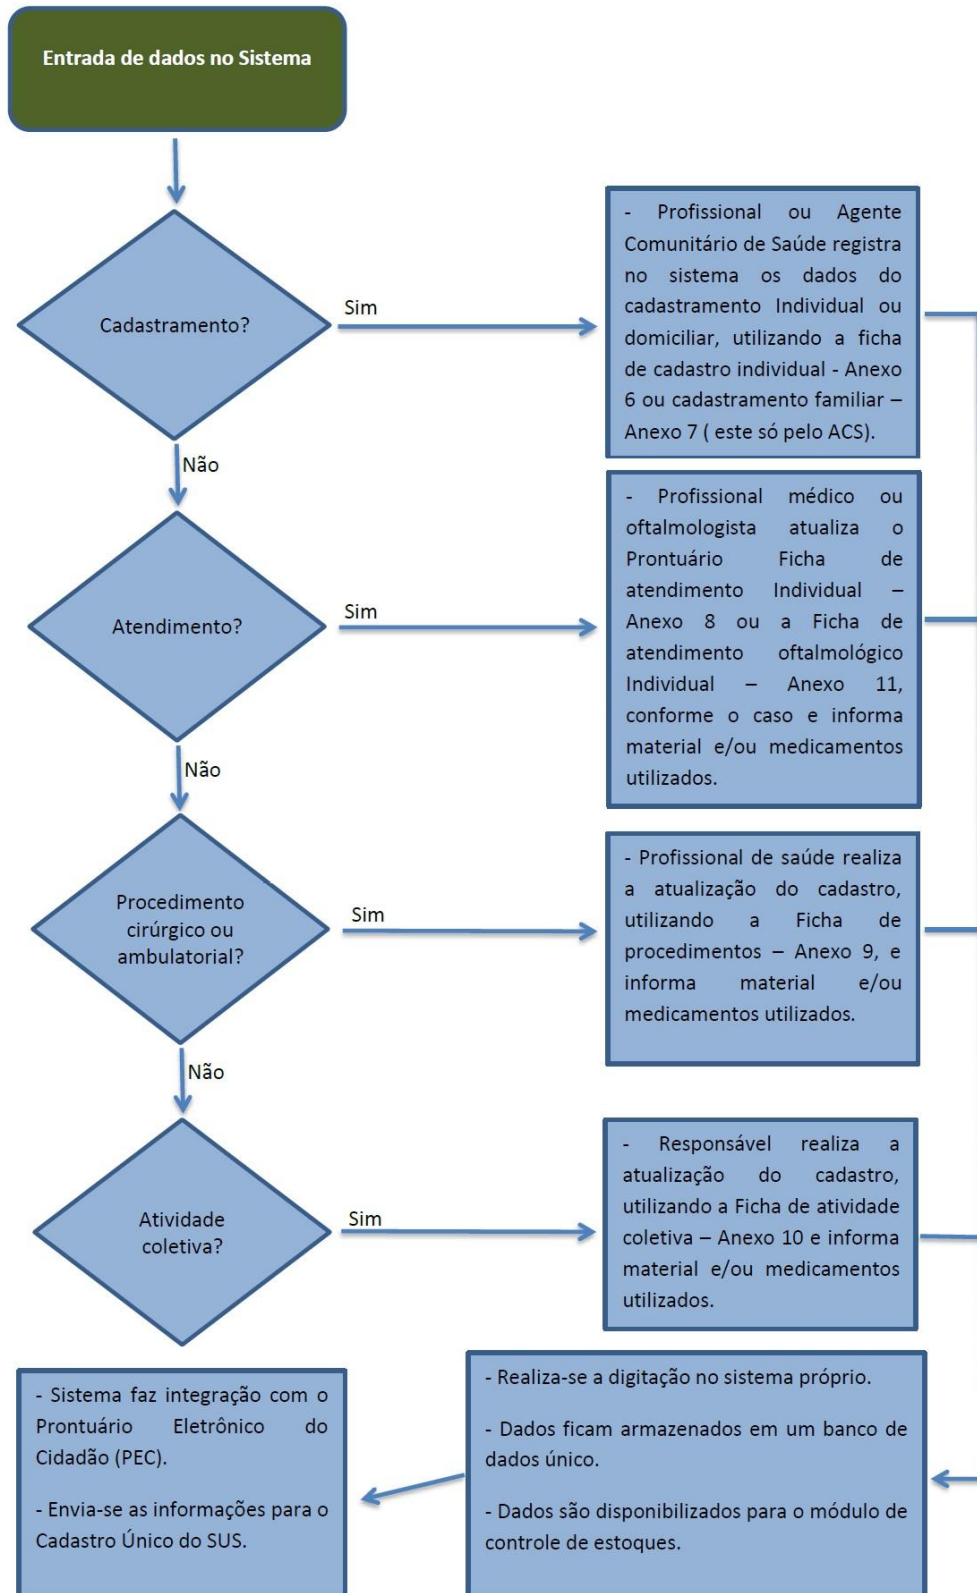 Entrada de dados no Sistema
Cadastramento?
Sim
- Profissional ou Agente
Comunitário de Saúde registra
no sistema os dados do
cadastramento Individual ou
domiciliar, utilizando a ficha
de cadastro individual - Anexo
6 ou cadastramento familiar –
Anexo 7 ( este só pelo ACS).
Não
Atendimento?
Sim
- Profissional médico ou
oftalmologista atualiza o
Prontuário Ficha de
atendimento Individual –
Anexo 8 ou a Ficha de
atendimento oftalmológico
Individual – Anexo 11,
conforme o caso e informa
material e/ou medicamentos
utilizados.
Não
Procedimento
cirúrgico ou
ambulatorial?
Sim
- Profissional de saúde realiza
a atualização do cadastro,
utilizando a Ficha de
procedimentos – Anexo 9, e
informa material e/ou
medicamentos utilizados.
Não
Atividade
coletiva?
Sim
- Responsável realiza a
atualização do cadastro,
utilizando a Ficha de atividade
coletiva – Anexo 10 e informa
material e/ou medicamentos
utilizados.
- Realiza-se a digitação no sistema próprio.
- Dados ficam armazenados em um banco de
dados único.
- Dados são disponibilizados para o módulo de
controle de estoques.
- Sistema faz integração com o
Prontuário Eletrônico do
Cidadão (PEC).
- Envia-se as informações para o
Cadastro Único do SUS.